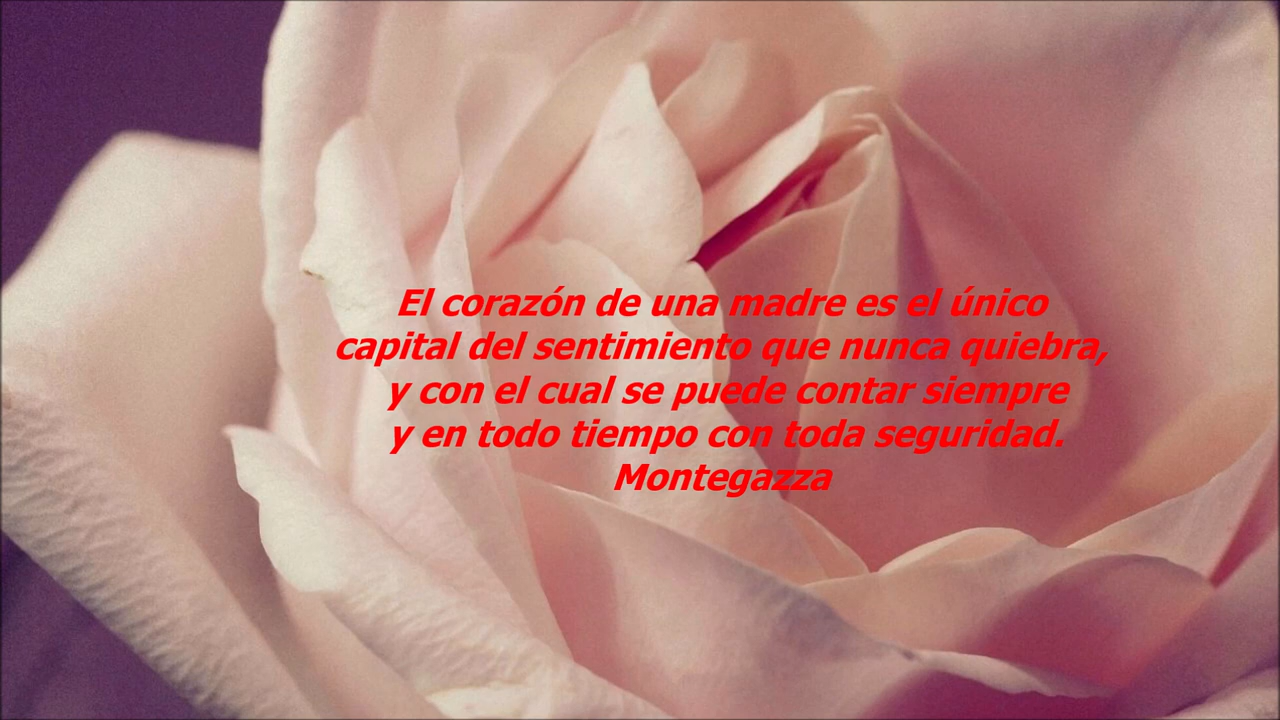 El corazón de una madre es el único
capital del sentimiento que nunca quiebra,
y con el cual se puede contar siempre
y en todo tiempo con toda seguridad.
Montegazza